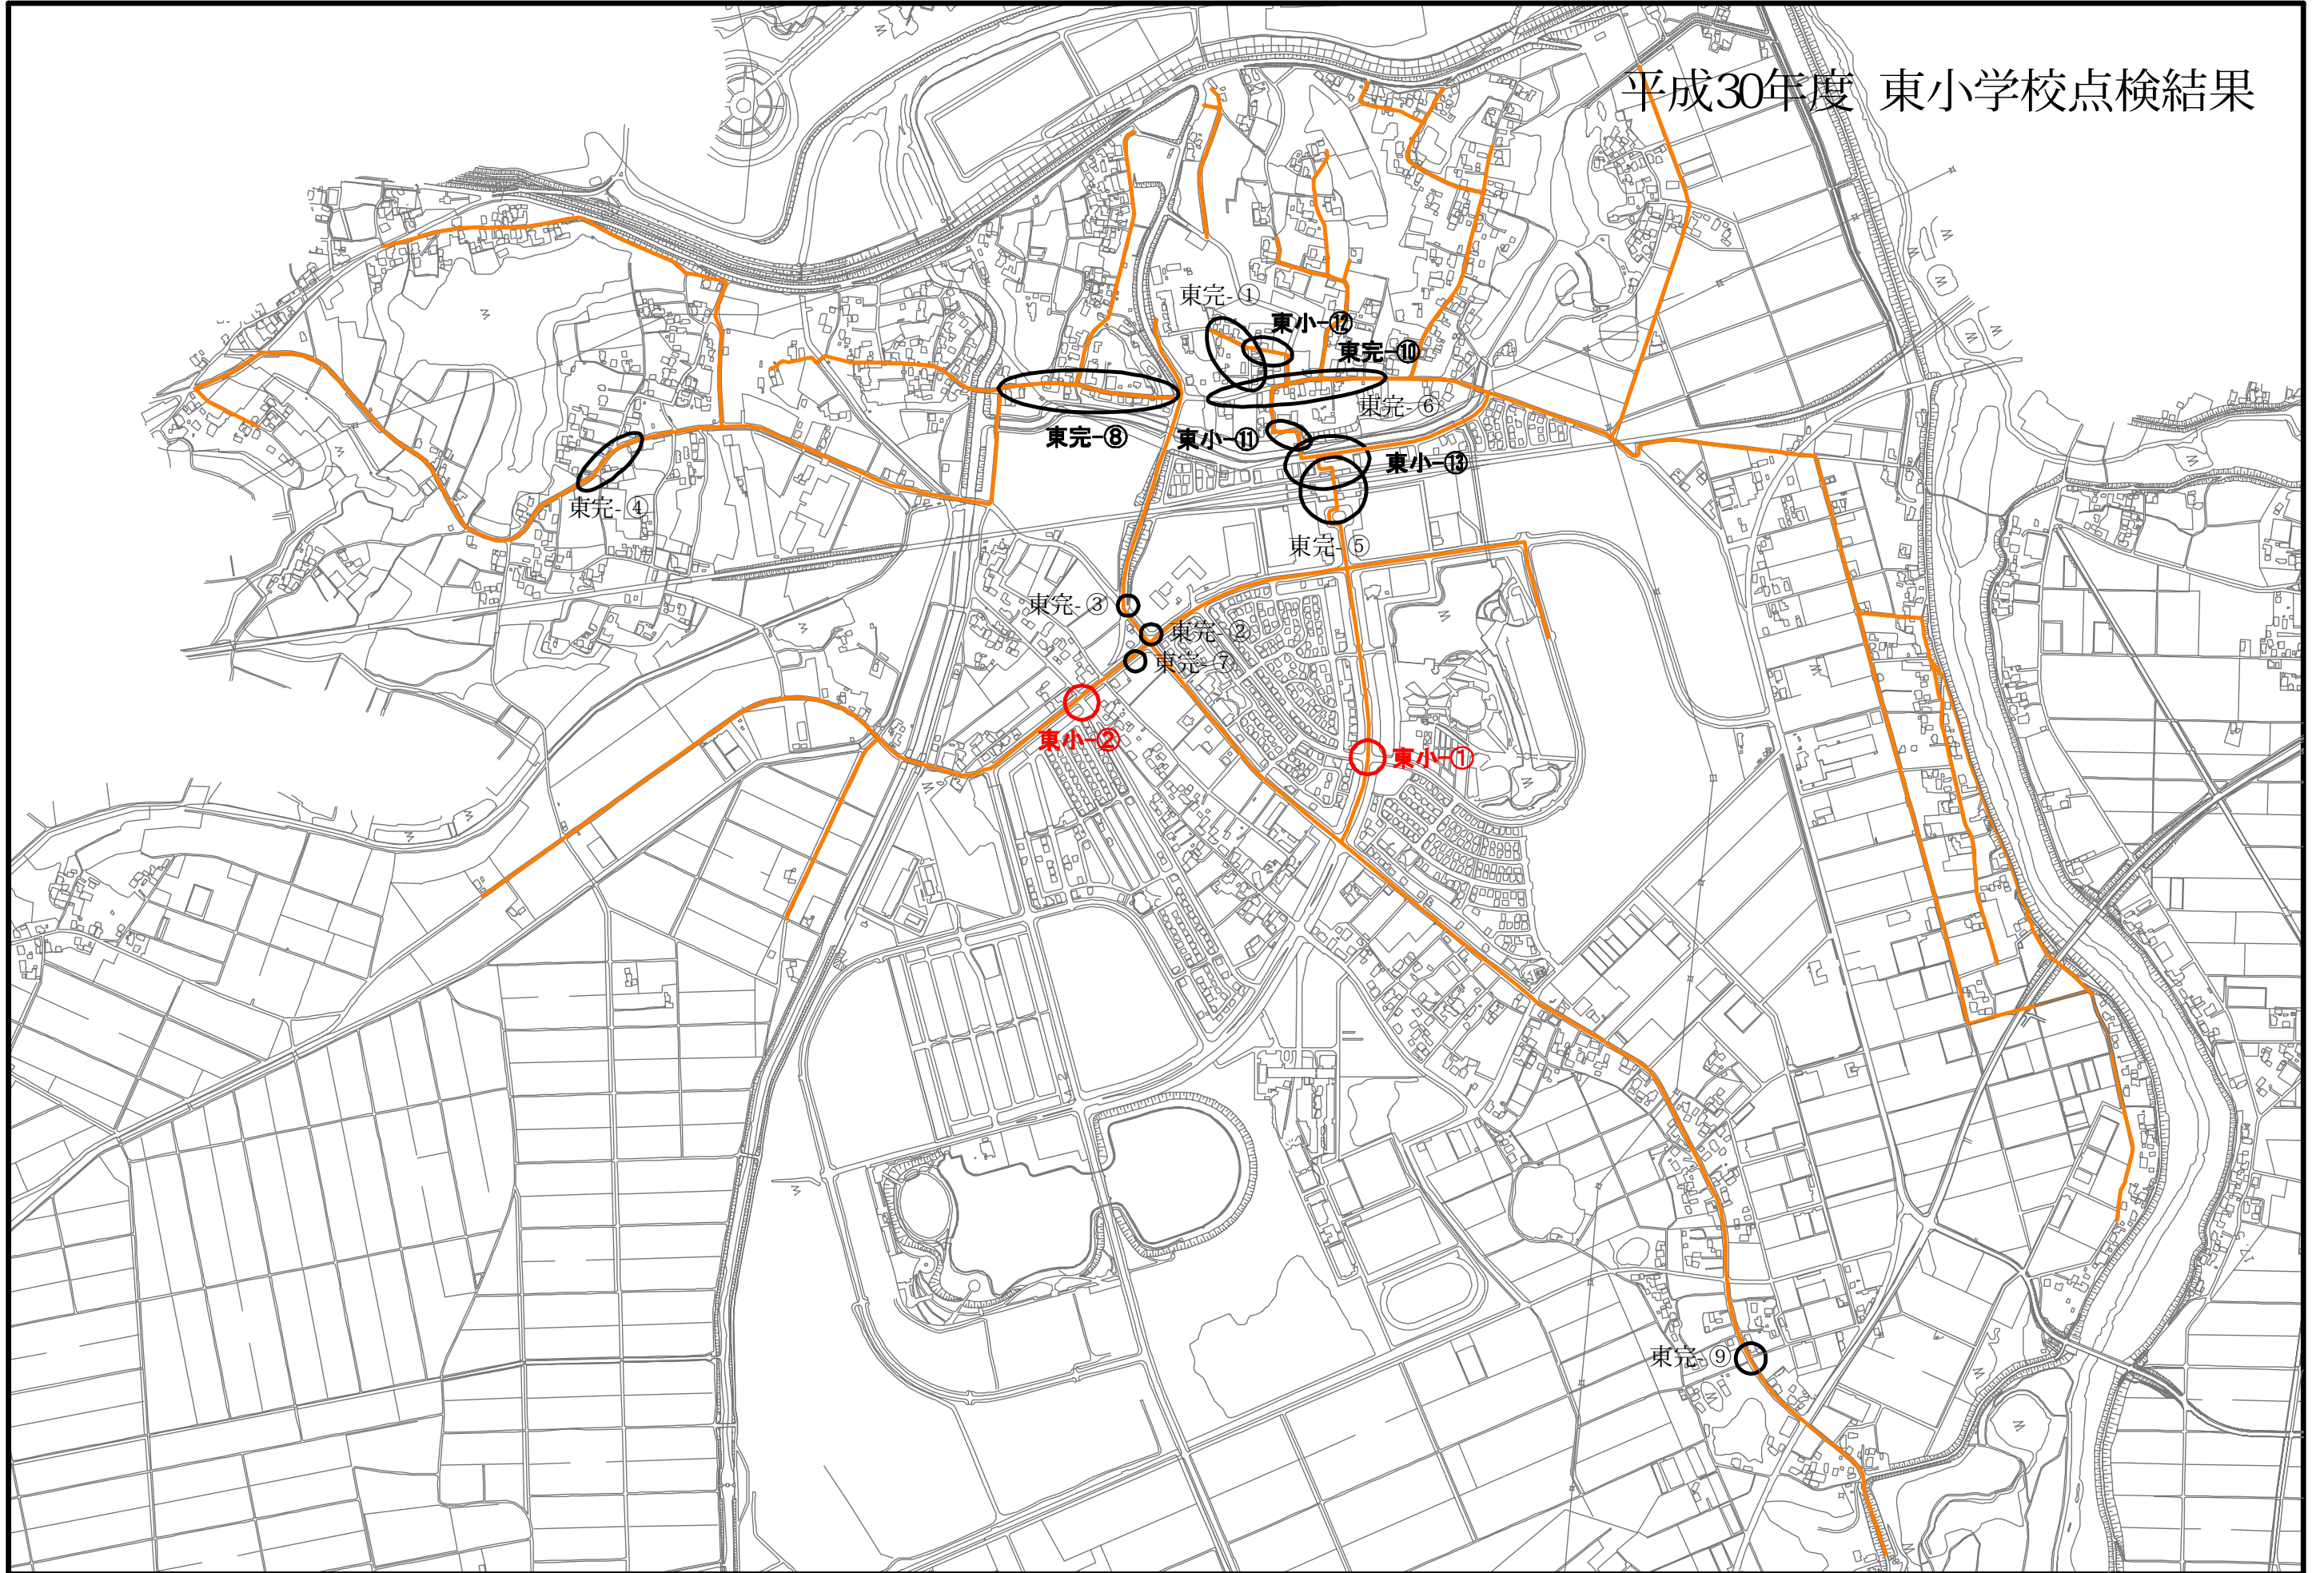 平成30年度 東小学校点検結果
東完-①
東小-⑫
東完-⑩
東完-⑥
東完-⑧
東小-⑪
東小-⑬
東完-④
東完-⑤
東完-③
東完-②
東完-⑦
東小-②
東小-①
東完-⑨